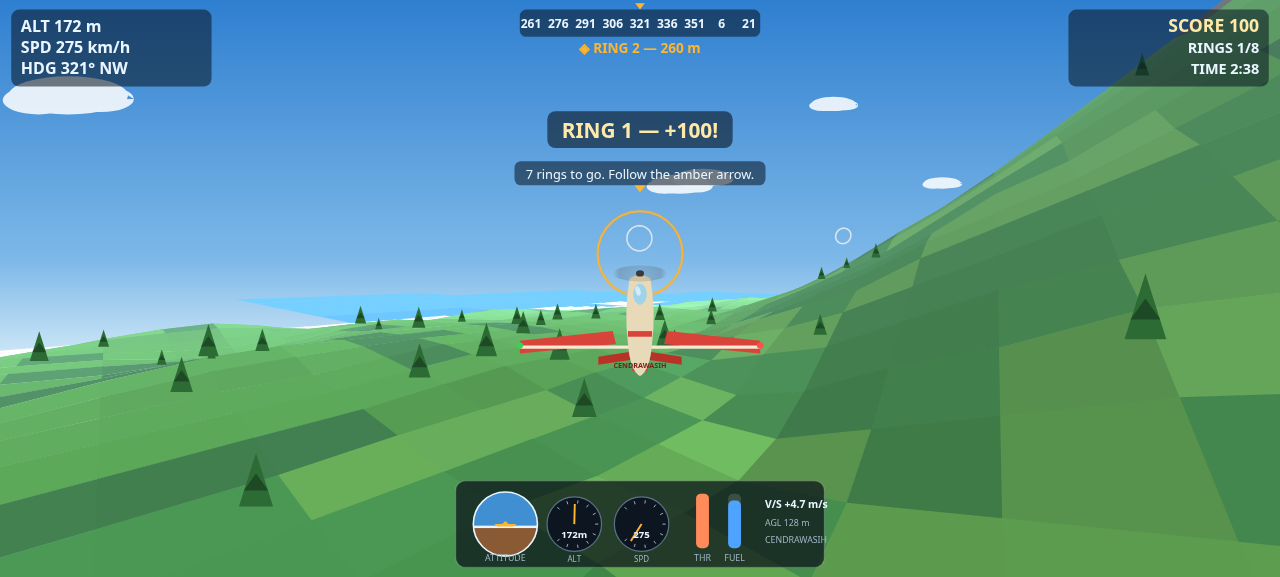 ALT 172 m
SPD 275 km/h
HDG 321° NW
261 276 291 306 321 336 351 6 21
◆ RING 2 — 260 m
SCORE 100
RINGS 1/8
TIME 2:38
RING 1 — +100!
7 rings to go. Follow the amber arrow.
CENDRAWASIH
172m
275
ATTITUDE
ALT
SPD
THR
FUEL
V/S +4.7 m/s
AGL 128 m
CENDRAWASIH